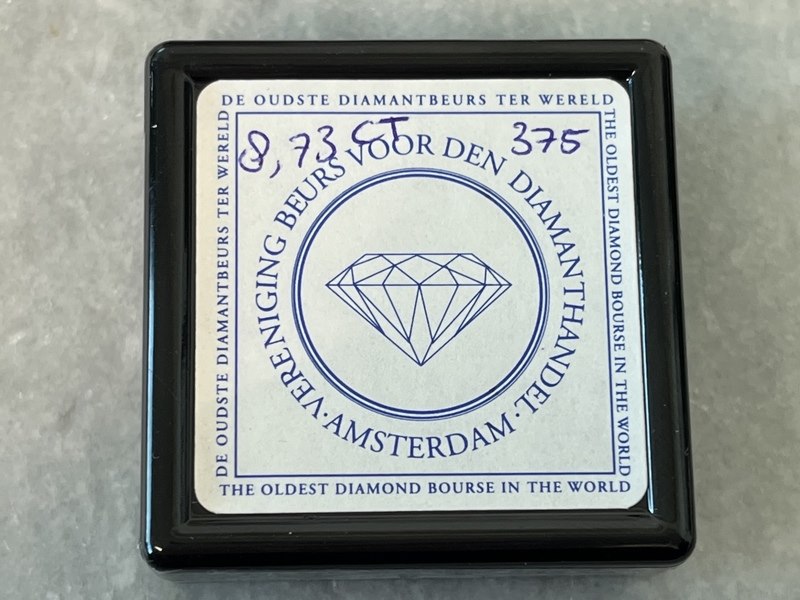 DE OUDSTE DIAMANTBEURS TER WERELD
8,73 CT 375
DE OUDSTE DIAMANTBEURS TER WERELD
VERENIGING BEURS VOOR DEN DIAMANTHANDEL · AMSTERDAM ·
THE OLDEST DIAMOND BOURSE IN THE WORLD
THE OLDEST DIAMOND BOURSE IN THE WORLD